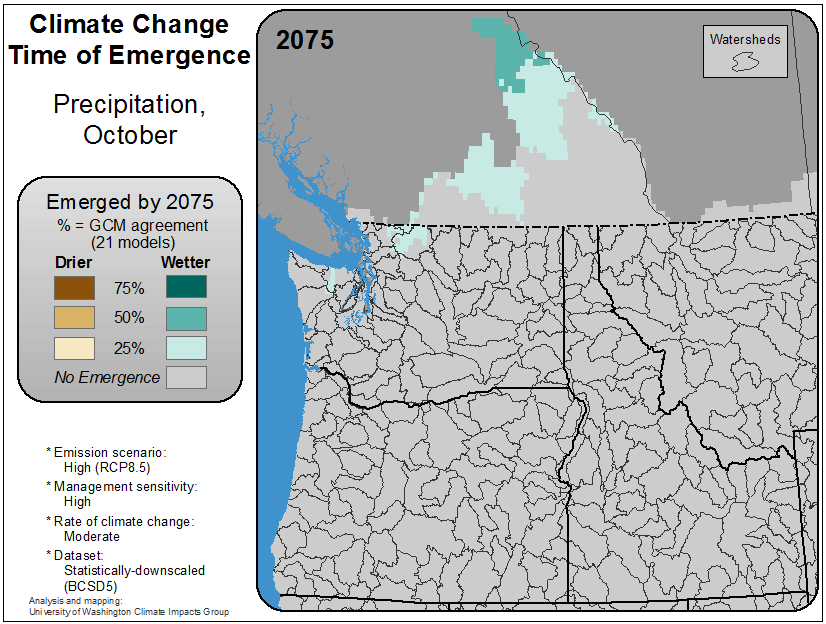 Climate Change
Time of Emergence
Precipitation,
October
Emerged by 2075
% = GCM agreement
(21 models)
Drier Wetter
75%
50%
25%
No Emergence
* Emission scenario:
High (RCP8.5)
* Management sensitivity:
High
* Rate of climate change:
Moderate
* Dataset:
Statistically-downscaled
(BCSD5)
Analysis and mapping:
University of Washington Climate Impacts Group
2075
Watersheds